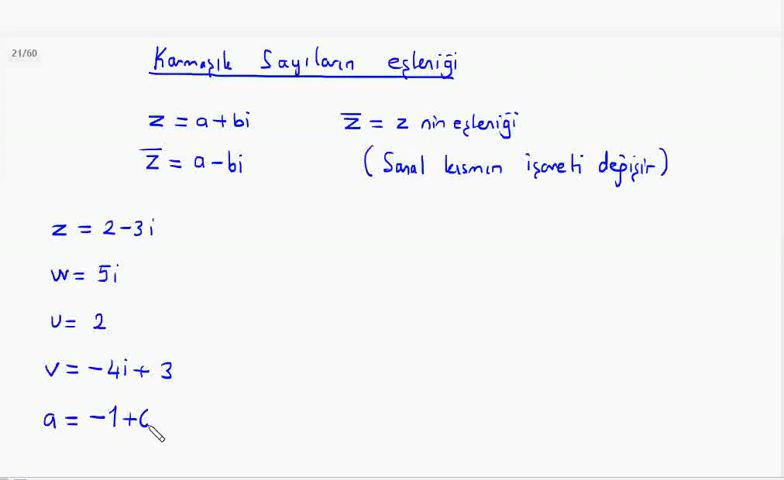 21/60
Karmaşık Sayıların eşleniği
z = a+bi z̅ = z nin eşleniği
z̅ = a-bi (Sanal kısmın işareti değişir)
z = 2-3i
w = 5i
u = 2
v = -4i + 3
a = -1+